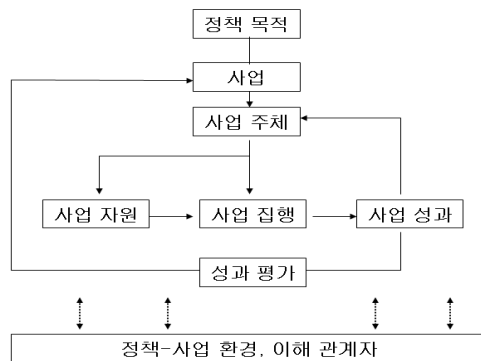 정책 목적
사업
사업 주체
사업 자원
사업 집행
사업 성과
성과 평가
정책-사업 환경, 이해 관계자